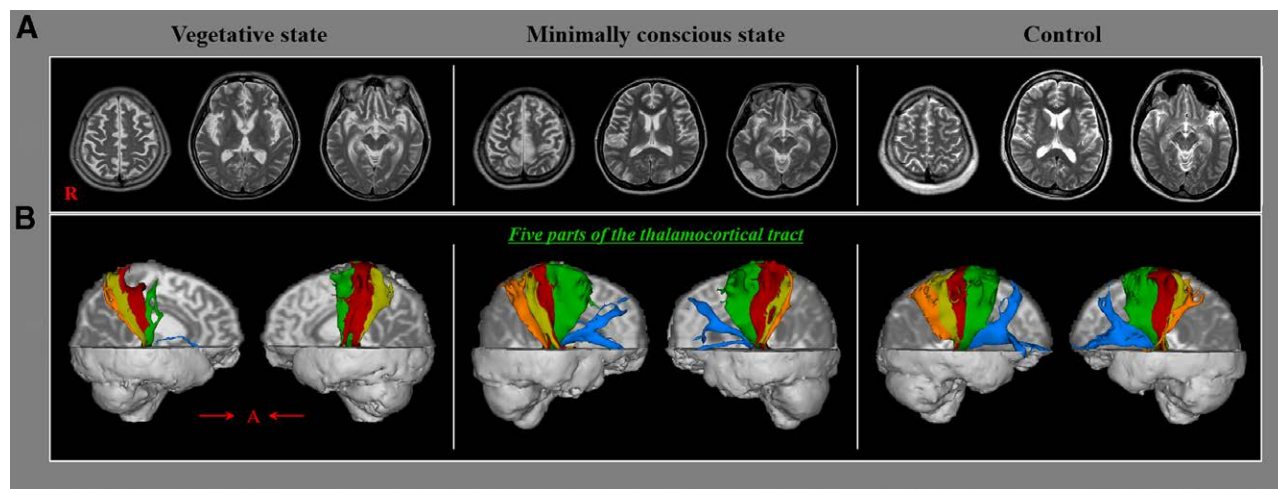 A
Vegetative state
Minimally conscious state
Control
R
B
Five parts of the thalamocortical tract
A